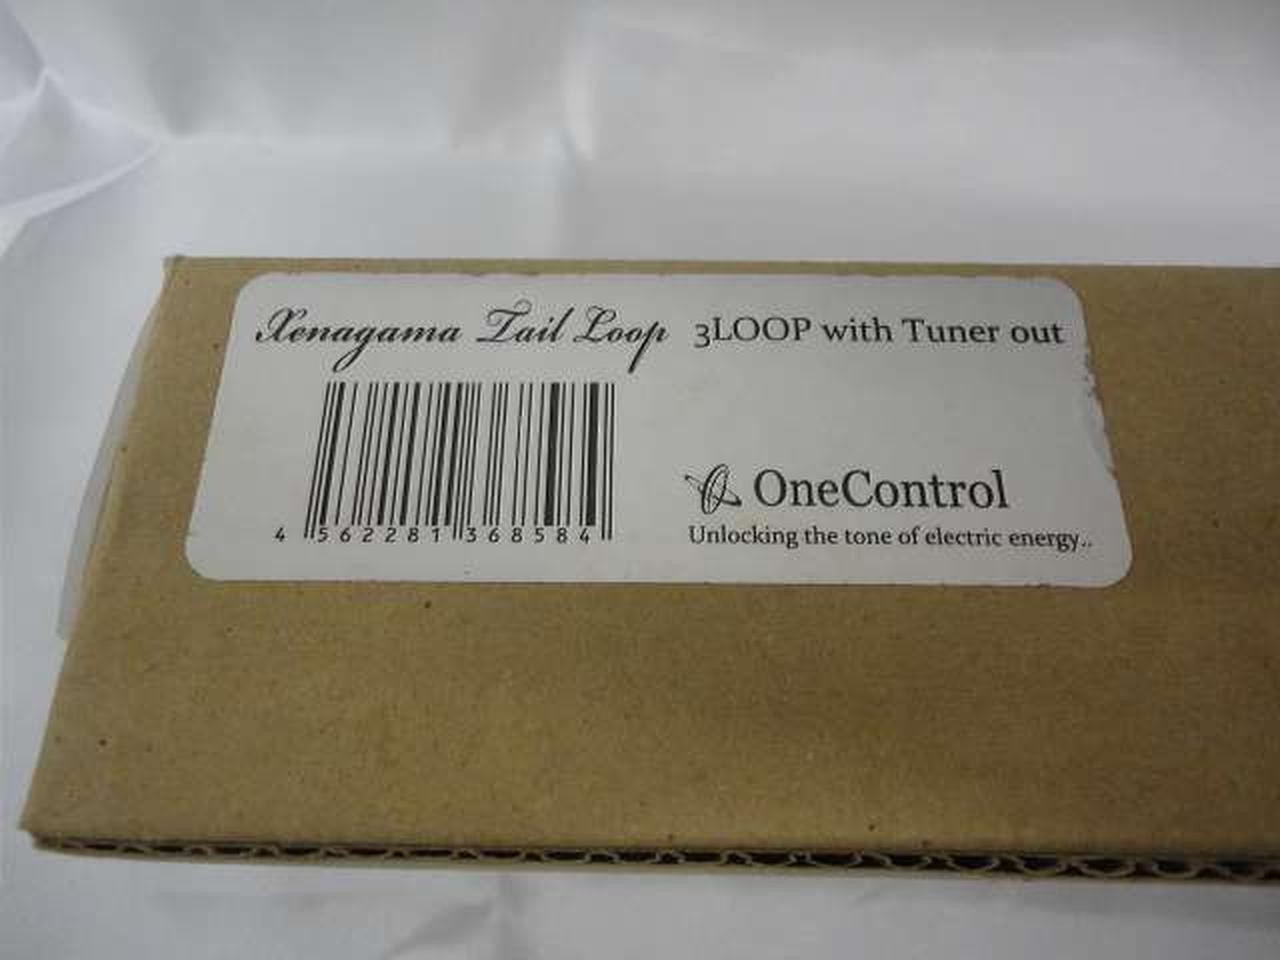 Xenagama Tail Loop 3LOOP with Tuner out
4 562281 368584
OneControl
Unlocking the tone of electric energy..